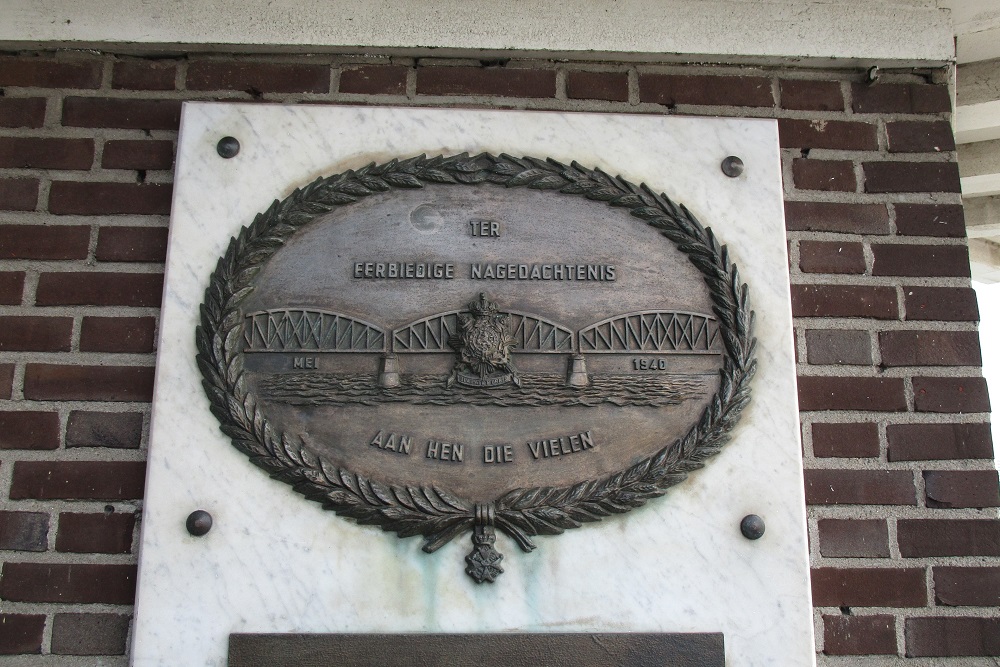 TER
EERBIEDIGE NAGEDACHTENIS
MEI 1940
AAN HEN DIE VIELEN